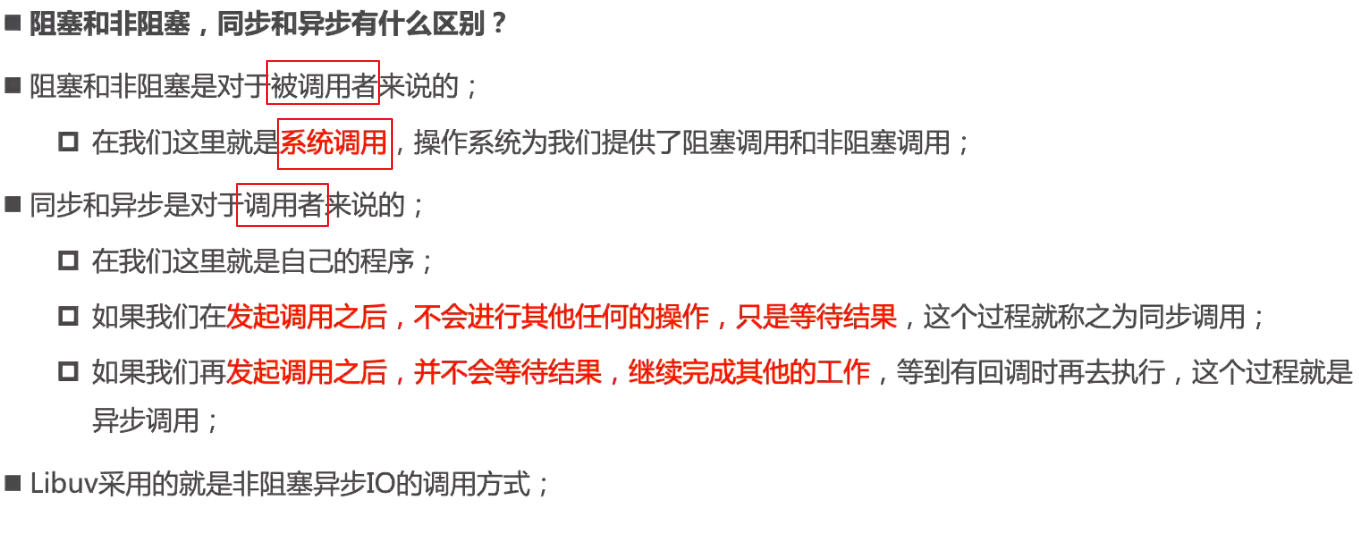 阻塞和非阻塞，同步和异步有什么区别？
阻塞和非阻塞是对于被调用者来说的；
在我们这里就是系统调用，操作系统为我们提供了阻塞调用和非阻塞调用；
同步和异步是对于调用者来说的；
在我们这里就是自己的程序；
如果我们在发起调用之后，不会进行其他任何的操作，只是等待结果，这个过程就称之为同步调用；
如果我们再发起调用之后，并不会等待结果，继续完成其他的工作，等到有回调时再去执行，这个过程就是
异步调用；
Libuv采用的就是非阻塞异步IO的调用方式；